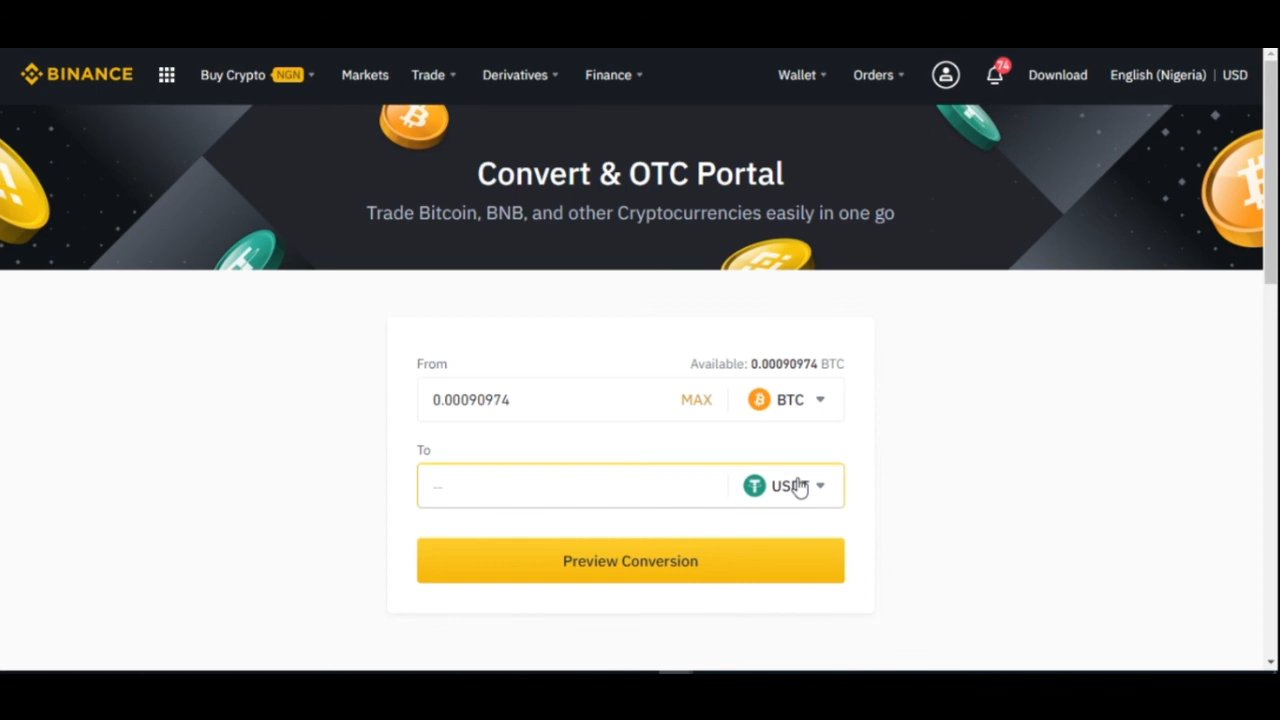 BINANCE Buy Crypto NGN Markets Trade Derivatives Finance Wallet Orders 74 Download English (Nigeria) | USD
Convert & OTC Portal
Trade Bitcoin, BNB, and other Cryptocurrencies easily in one go
From Available: 0.00090974 BTC
0.00090974 MAX BTC
To
--
Preview Conversion